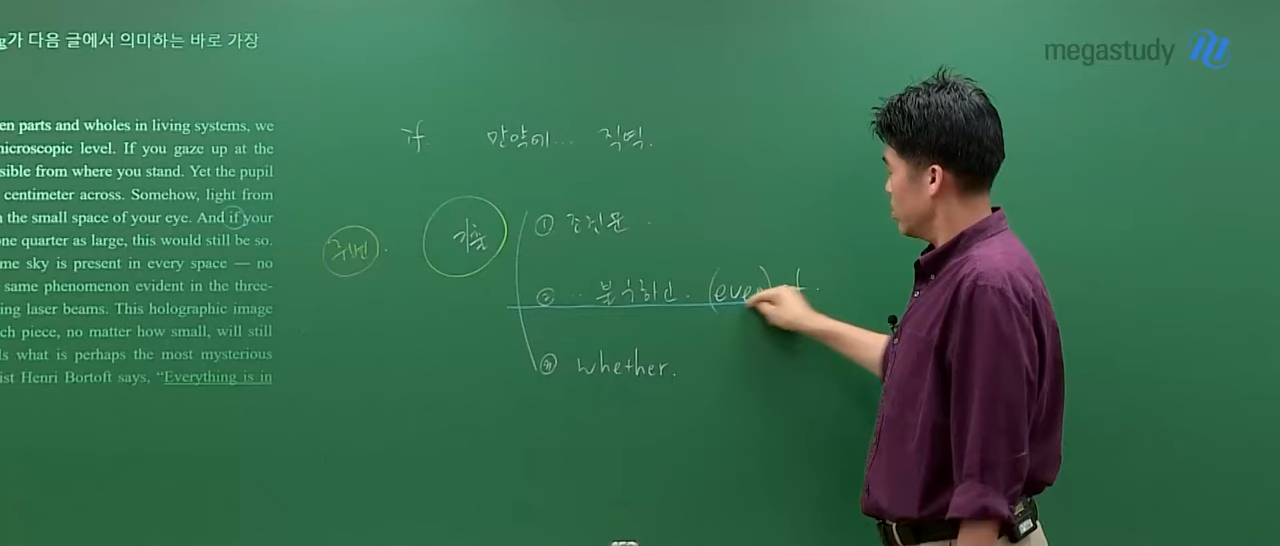 g가 다음 글에서 의미하는 바로 가장
megastudy
en parts and wholes in living systems, we
nicroscopic level. If you gaze up at the
sible from where you stand. Yet the pupil
centimeter across. Somehow, light from
n the small space of your eye. And if your
one quarter as large, this would still be so.
me sky is present in every space — no
same phenomenon evident in the three-
ing laser beams. This holographic image
ch piece, no matter how small, will still
ls what is perhaps the most mysterious
ist Henri Bortoft says, “Everything is in
if 만약에... 직역.
주변.
기출
① 조건문.
② ... 불구하고. (even) if.
③ whether.